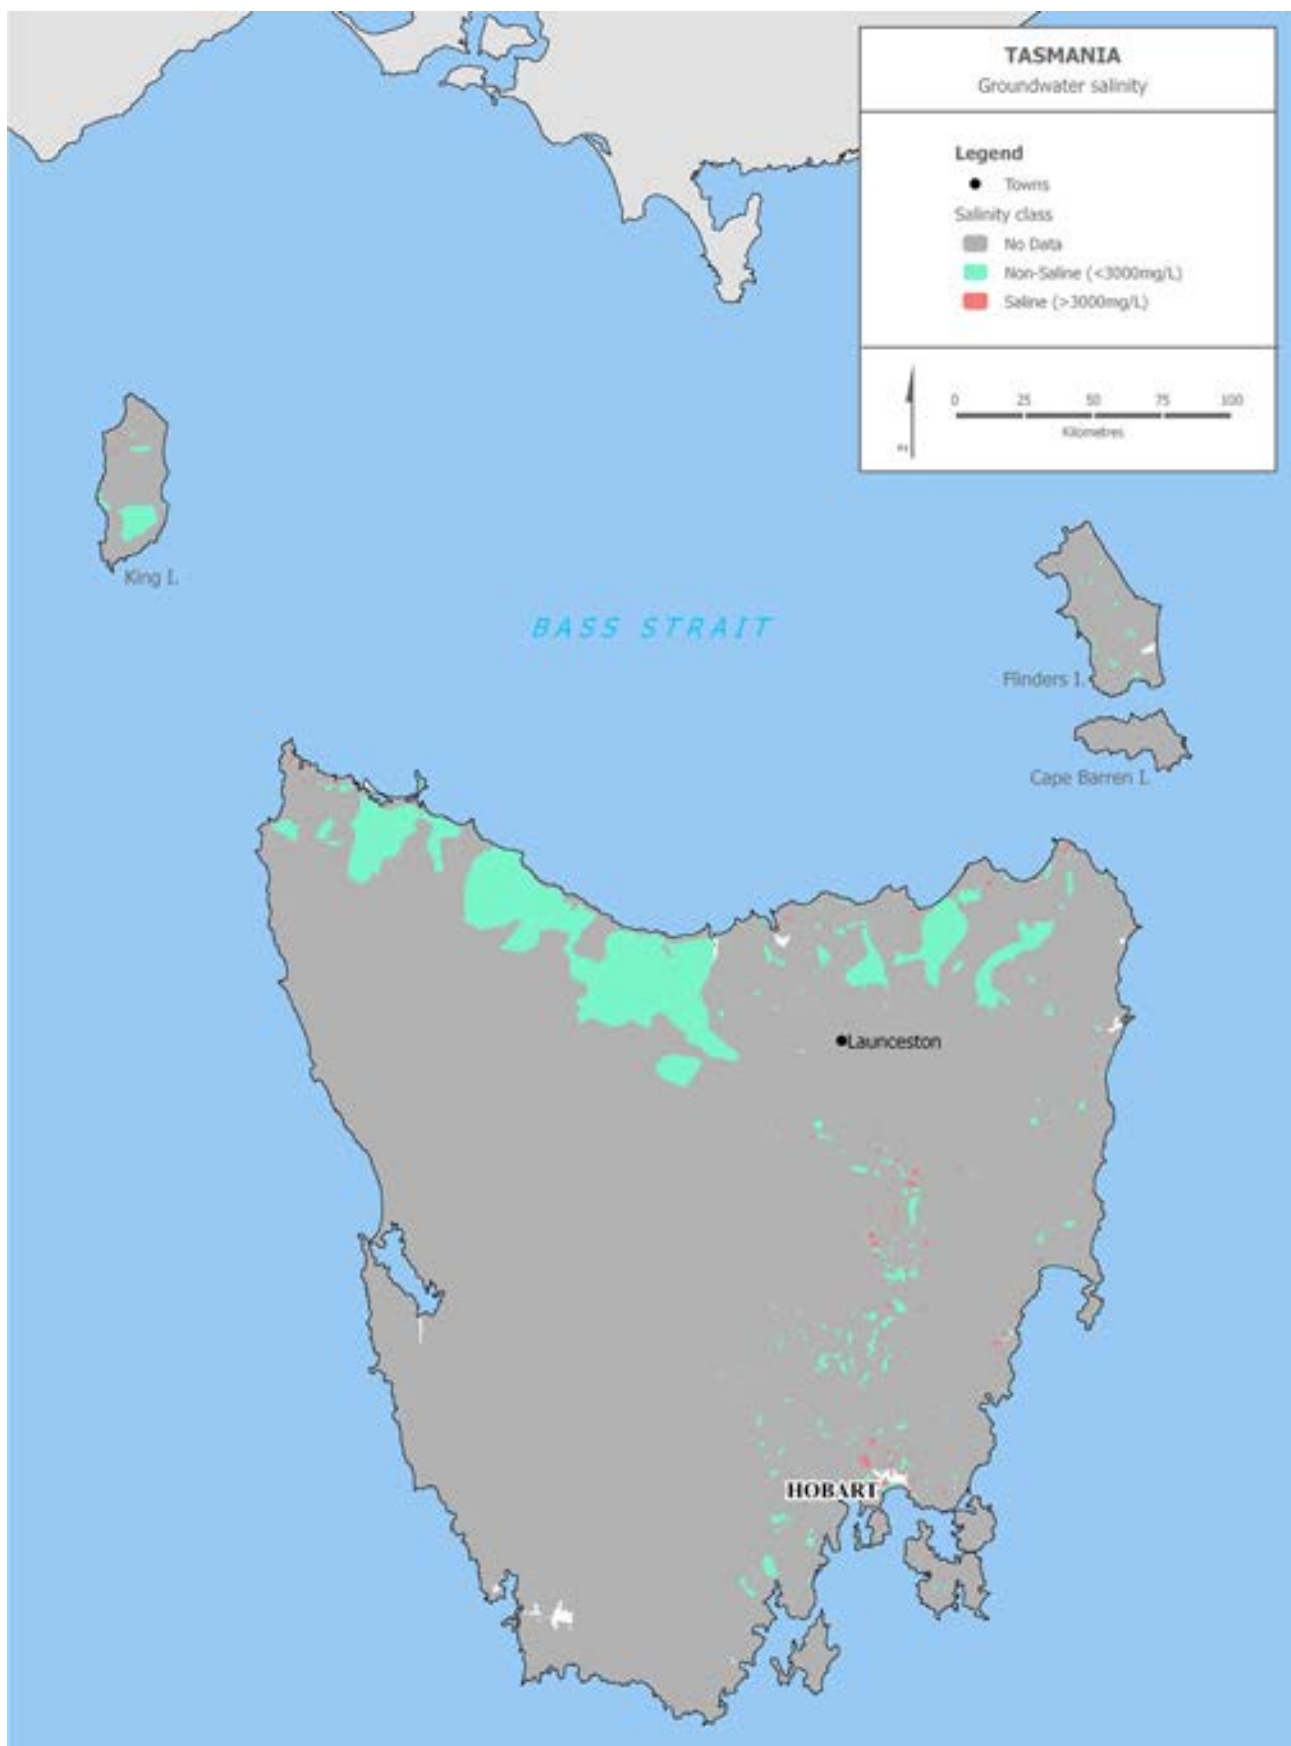 TASMANIA
Groundwater salinity
Legend
Towns
Salinity class
No Data
Non-Saline (<3000mg/L)
Saline (>3000mg/L)
0 25 50 75 100
Kilometres
King I.
BASS STRAIT
Flinders I.
Cape Barren I.
Launceston
HOBART